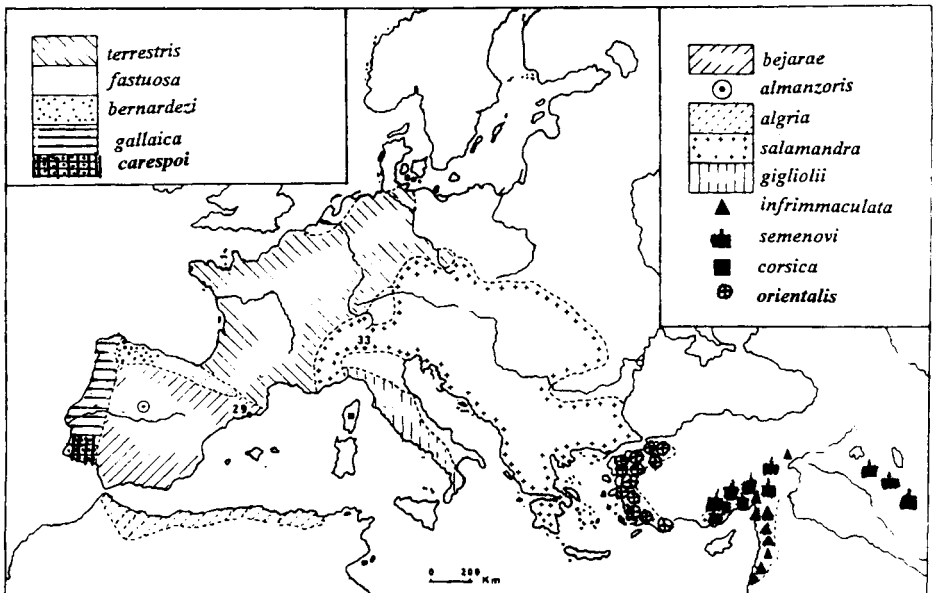 terrestris
fastuosa
bernardezi
gallaica
carespoi
bejarae
almanzoris
algria
salamandra
gigliolii
infrimmaculata
semenovi
corsica
orientalis
33
29
0 200 Km